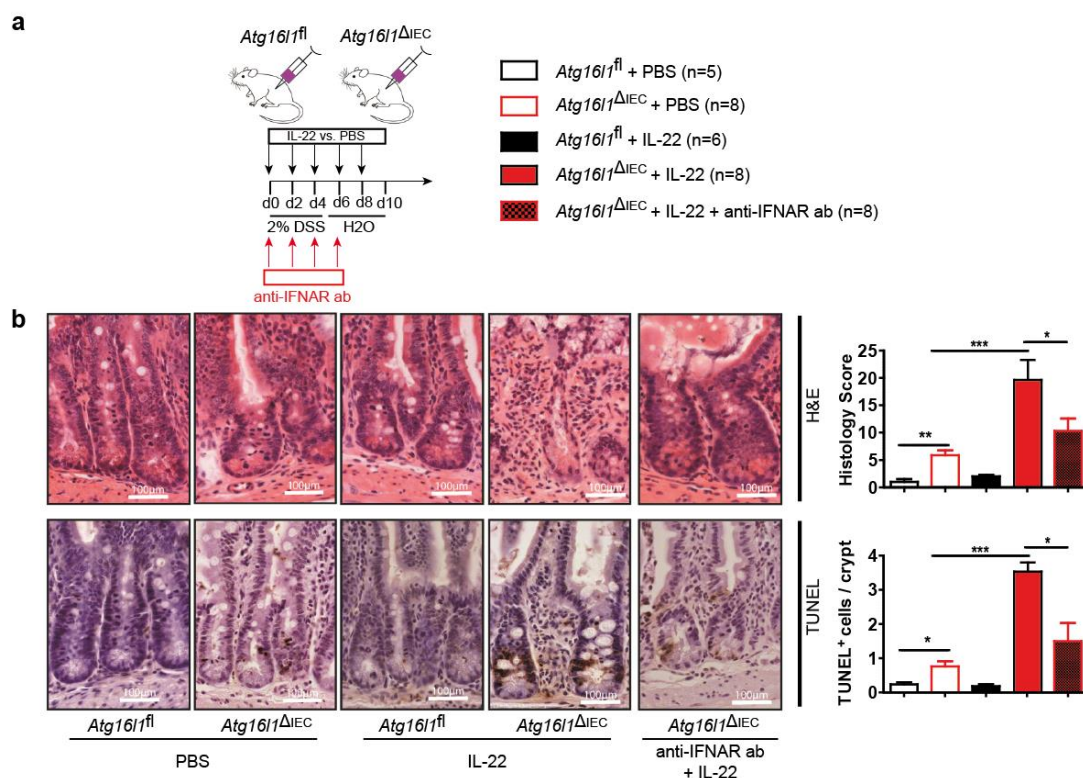 a
Atg16l1fl Atg16l1ΔIEC
IL-22 vs. PBS
d0 d2 d4 d6 d8 d10
2% DSS H2O
anti-IFNAR ab
Atg16l1fl + PBS (n=5)
Atg16l1ΔIEC + PBS (n=8)
Atg16l1fl + IL-22 (n=6)
Atg16l1ΔIEC + IL-22 (n=8)
Atg16l1ΔIEC + IL-22 + anti-IFNAR ab (n=8)
b
100μm 100μm 100μm 100μm 100μm
H&E
Histology Score
25
20
15
10
5
0
** *** *
100μm 100μm 100μm 100μm 100μm
TUNEL
TUNEL+ cells / crypt
4
3
2
1
0
* *** *
Atg16l1fl Atg16l1ΔIEC Atg16l1fl Atg16l1ΔIEC Atg16l1ΔIEC
PBS IL-22 anti-IFNAR ab
+ IL-22